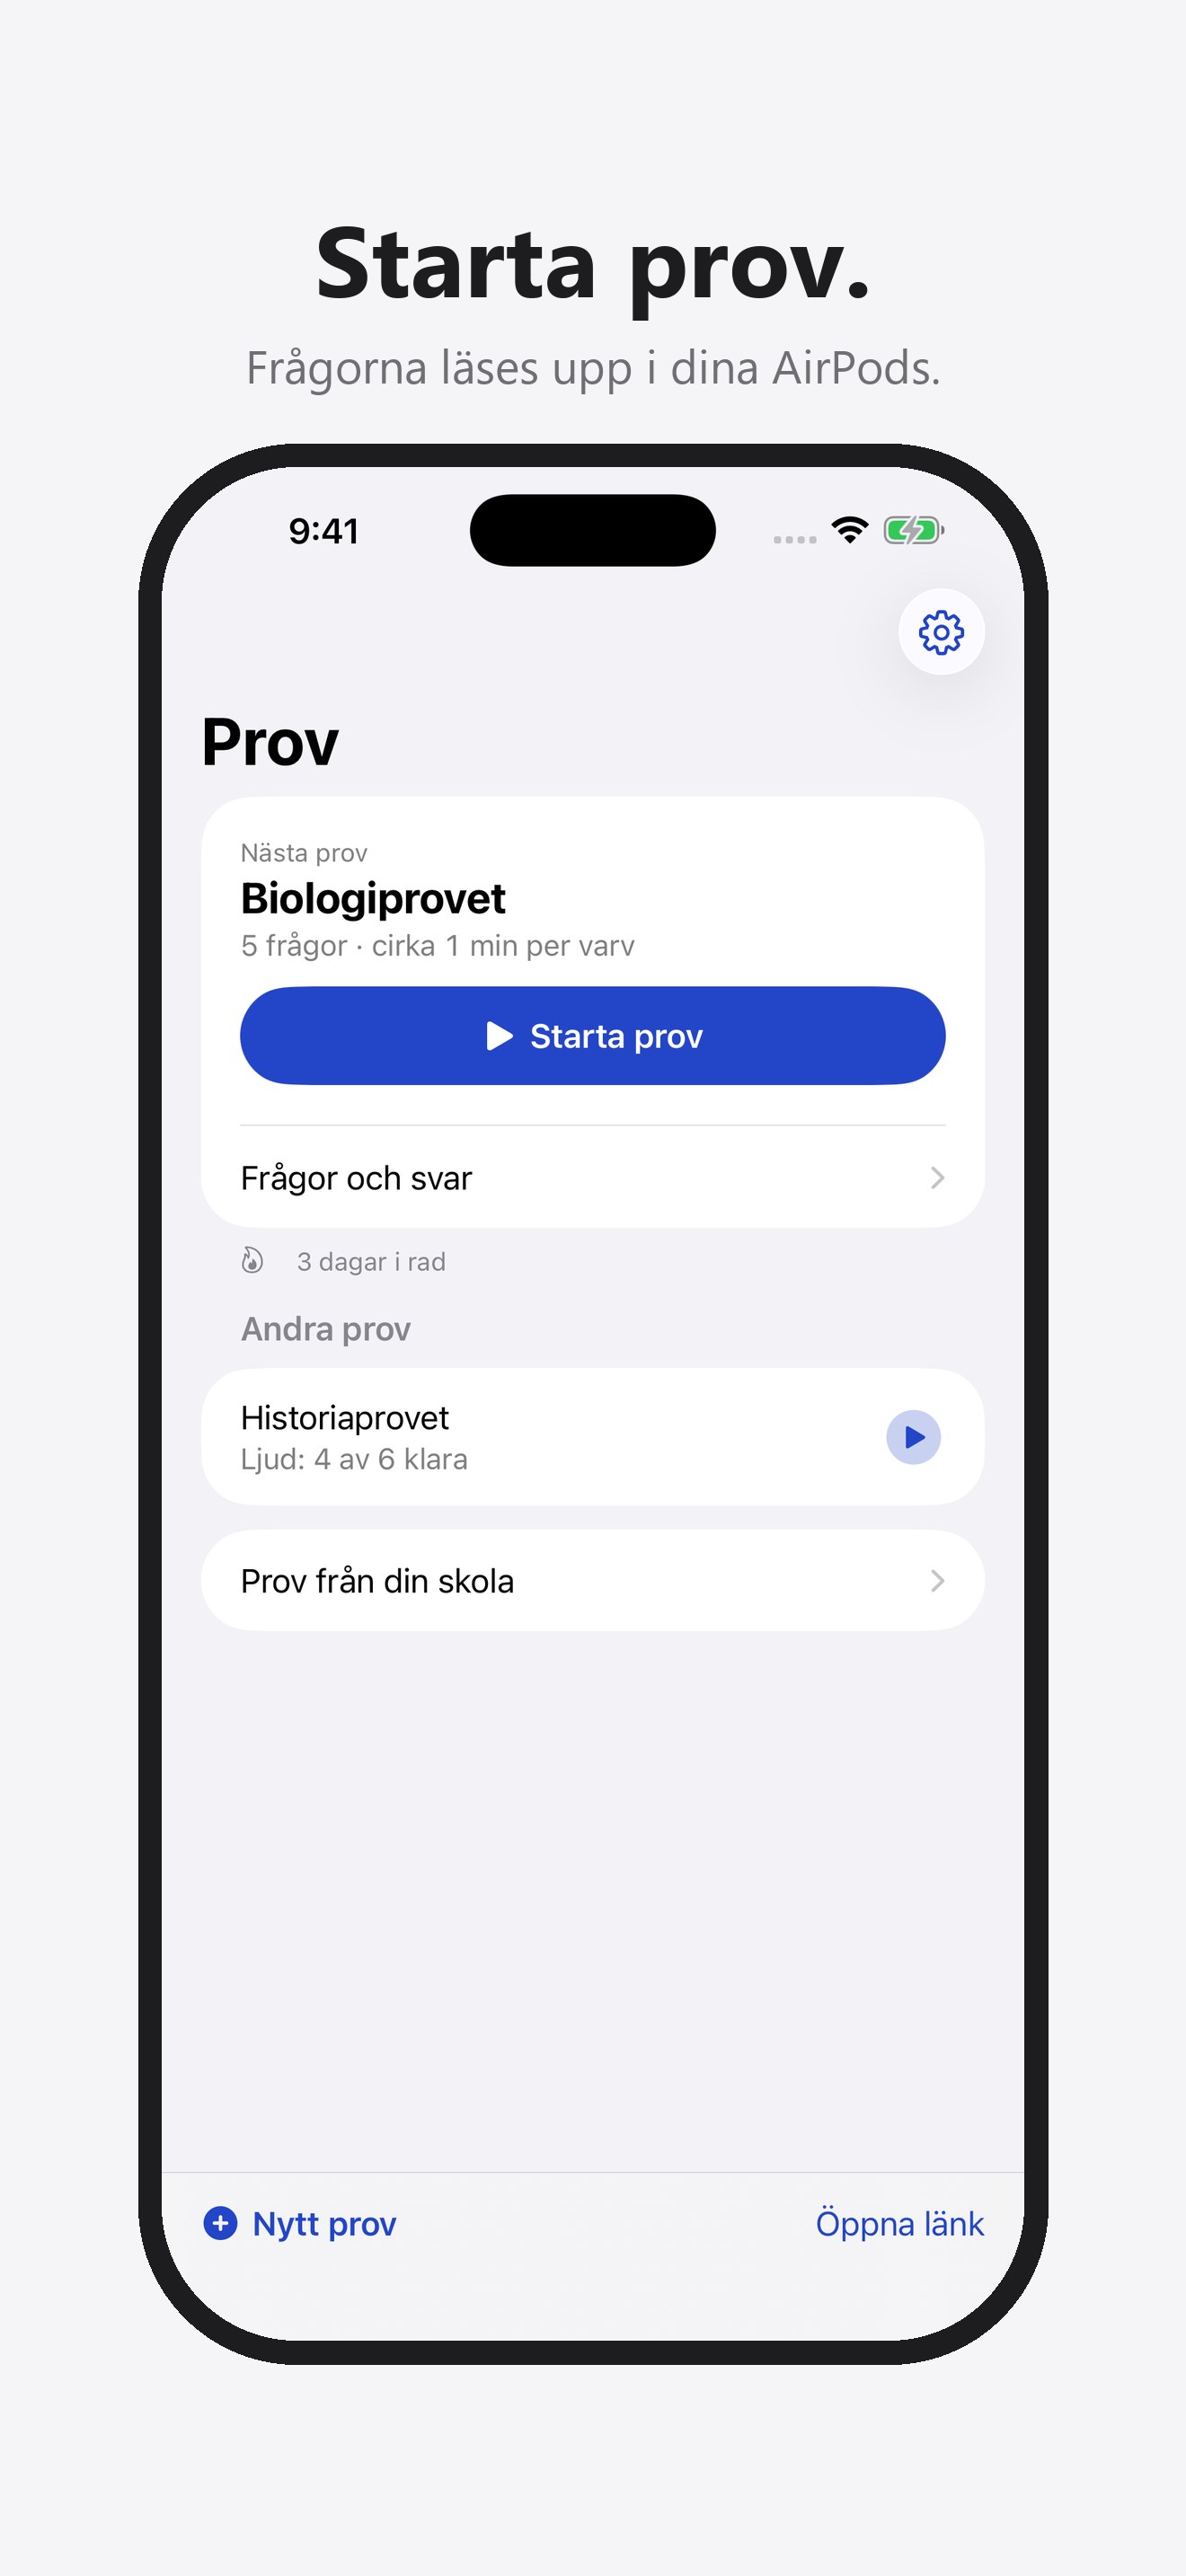 Starta prov.
Frågorna läses upp i dina AirPods.
9:41
Prov
Nästa prov
Biologiprovet
5 frågor · cirka 1 min per varv
Starta prov
Frågor och svar
3 dagar i rad
Andra prov
Historiaprovet
Ljud: 4 av 6 klara
Prov från din skola
Nytt prov
Öppna länk